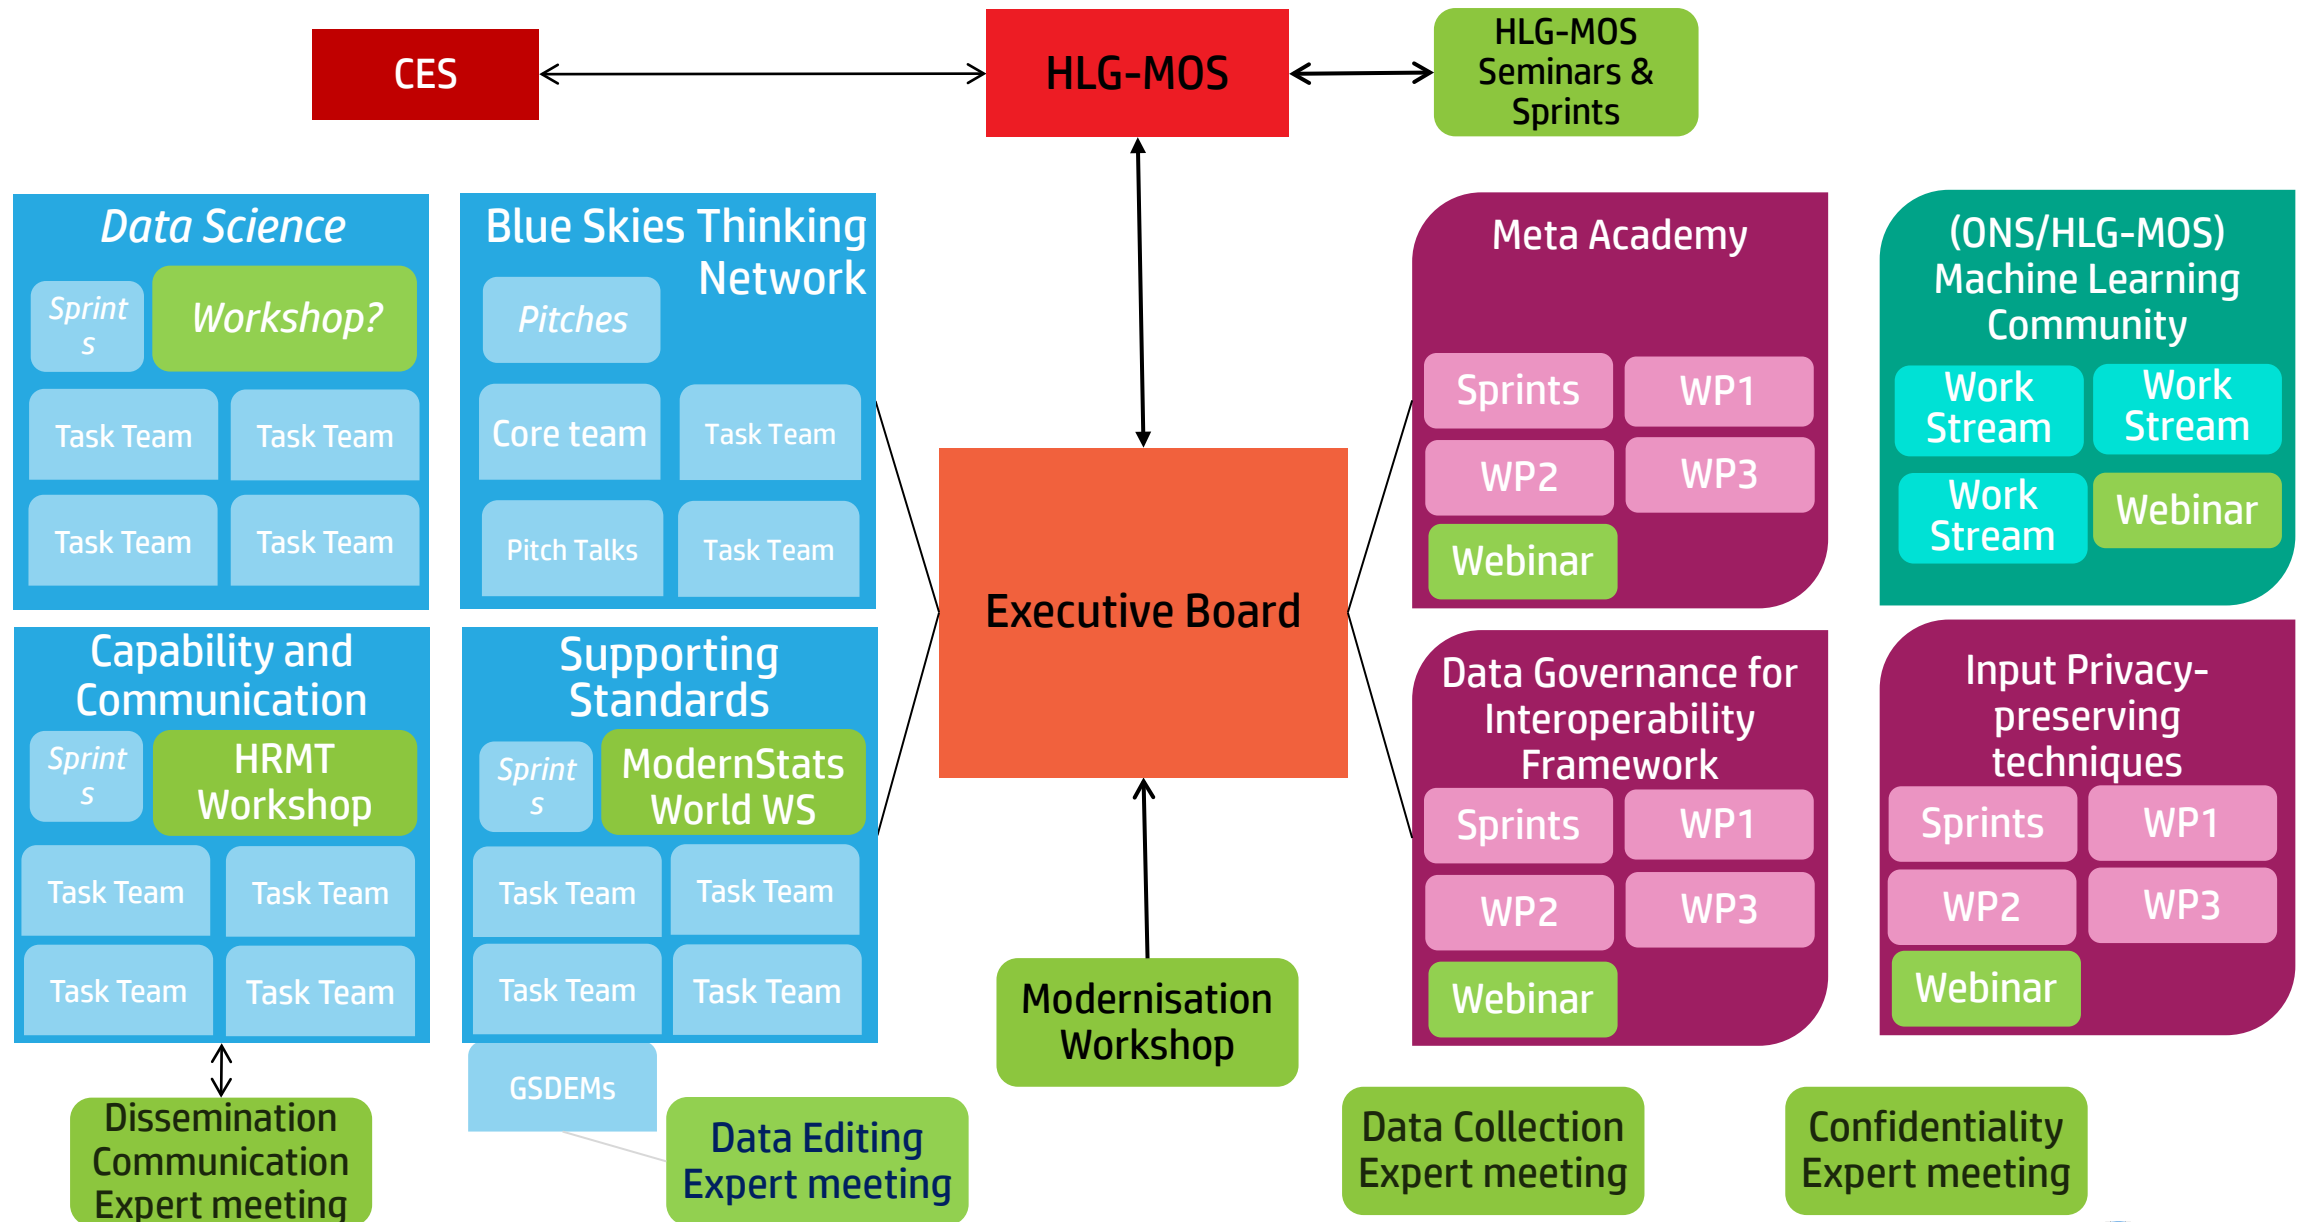 CES
HLG-MOS
HLG-MOS
Seminars &
Sprints
Data Science
Sprint
s
Workshop?
Task Team
Task Team
Task Team
Task Team
Blue Skies Thinking
Network
Pitches
Core team
Task Team
Pitch Talks
Task Team
Capability and
Communication
Sprint
s
HRMT
Workshop
Task Team
Task Team
Task Team
Task Team
Supporting
Standards
Sprint
s
ModernStats
World WS
Task Team
Task Team
Task Team
Task Team
GSDEMs
Dissemination
Communication
Expert meeting
Data Editing
Expert meeting
Executive Board
Modernisation
Workshop
Meta Academy
Sprints
WP1
WP2
WP3
Webinar
(ONS/HLG-MOS)
Machine Learning
Community
Work
Stream
Work
Stream
Work
Stream
Webinar
Data Governance for
Interoperability
Framework
Sprints
WP1
WP2
WP3
Webinar
Input Privacy-
preserving
techniques
Sprints
WP1
WP2
WP3
Webinar
Data Collection
Expert meeting
Confidentiality
Expert meeting